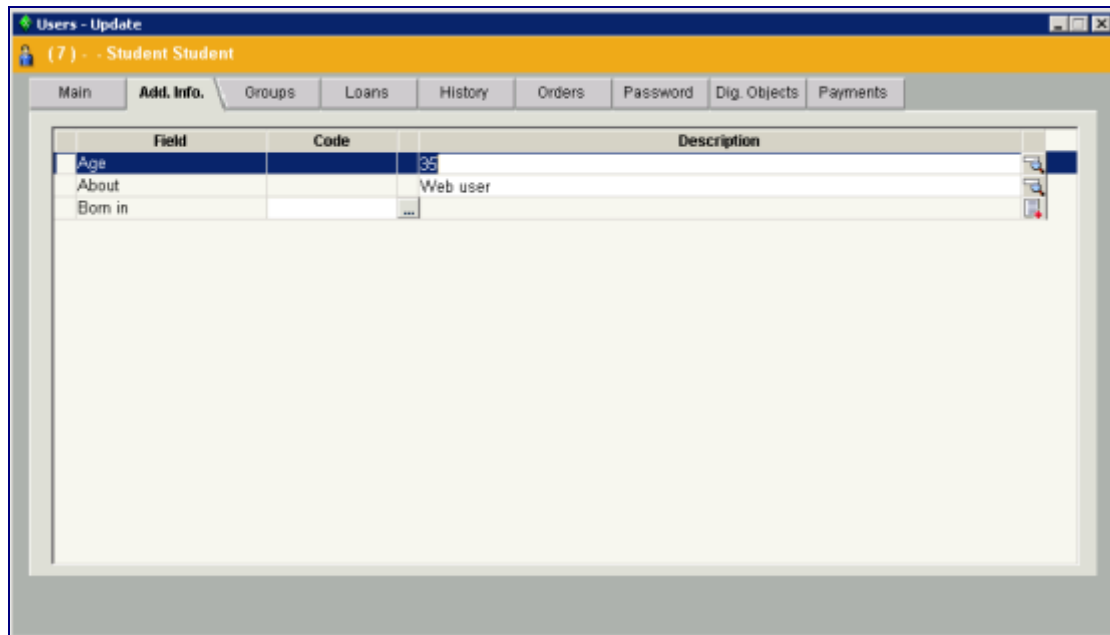 Users - Update
( 7 ) - - Student Student
Main Add. Info. Groups Loans History Orders Password Dig. Objects Payments
Field Code Description
Age 35
About Web user
Born in ...